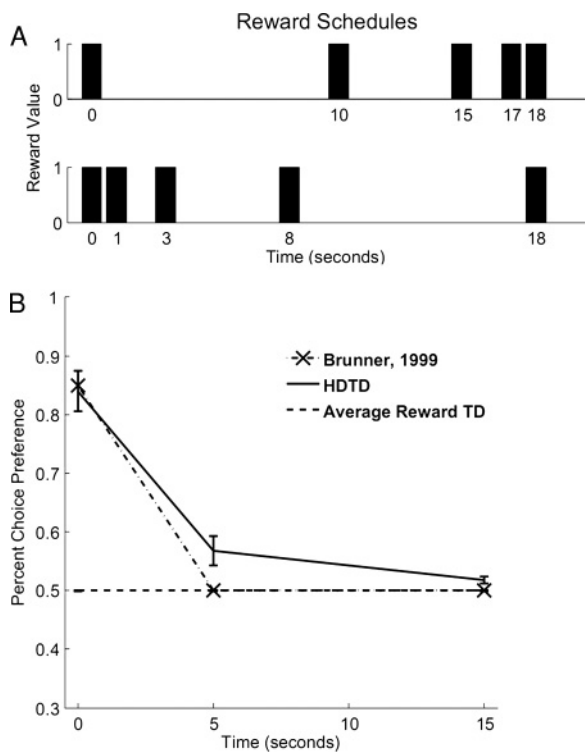 A
Reward Schedules
Reward Value
1
0
0 10 15 17 18
1
0
0 1 3 8 18
Time (seconds)
B
Percent Choice Preference
1
0.9
0.8
0.7
0.6
0.5
0.4
0.3
Brunner, 1999
HDTD
Average Reward TD
0 5 10 15
Time (seconds)